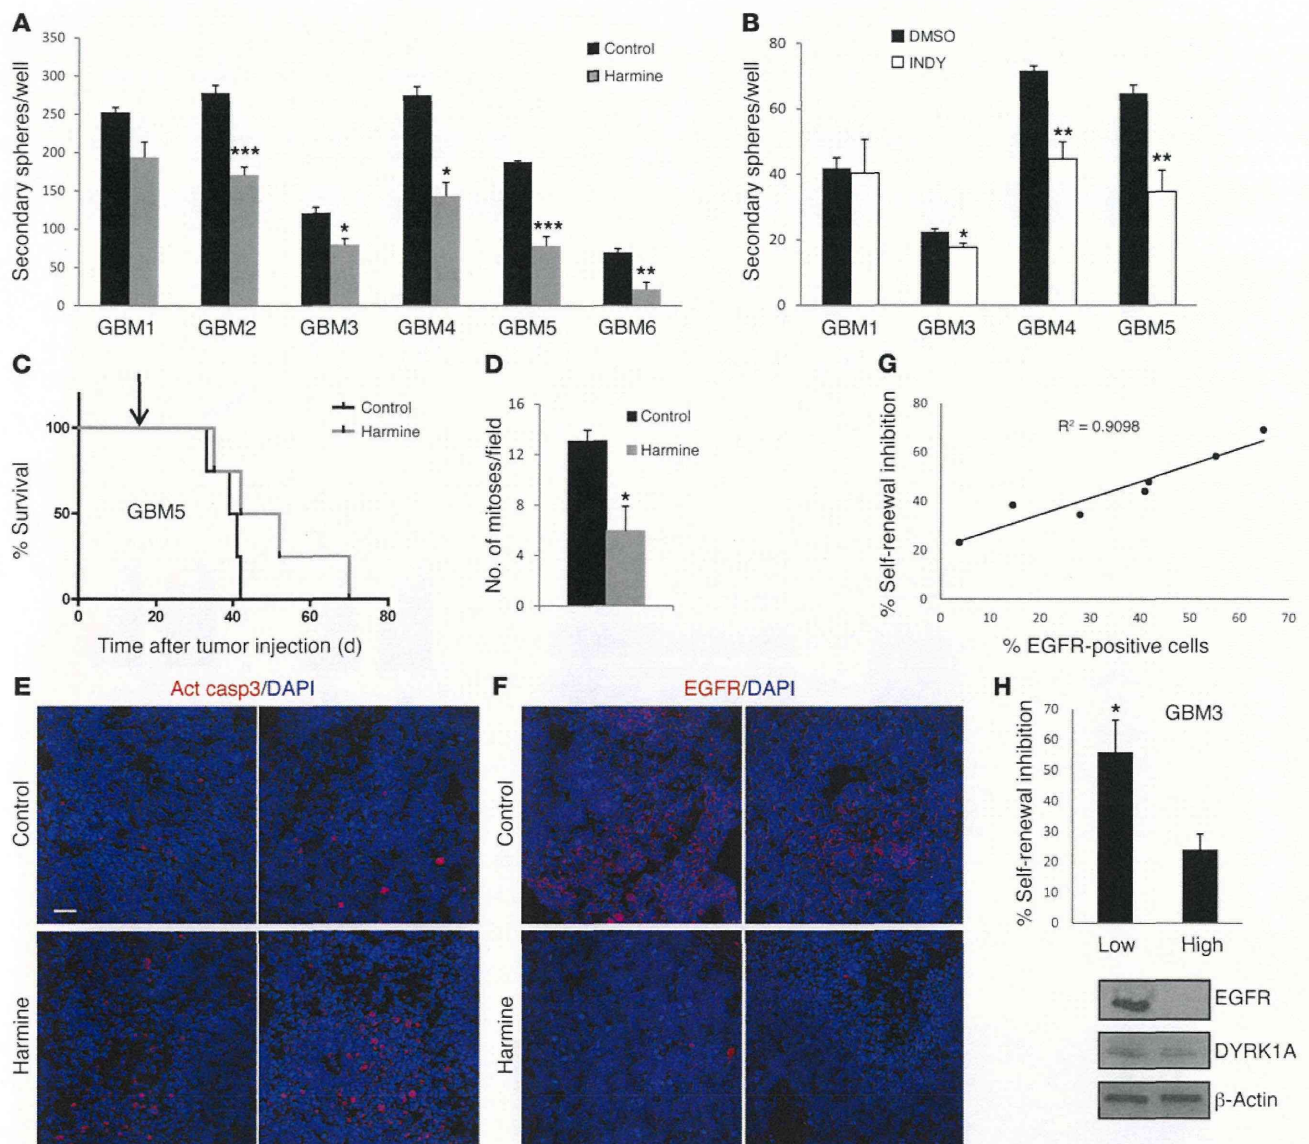 A
Secondary spheres/well
350
300
250
200
150
100
50
0
Control
Harmine
***
*
*
***
**
GBM1 GBM2 GBM3 GBM4 GBM5 GBM6
B
Secondary spheres/well
80
60
40
20
0
DMSO
INDY
*
**
**
GBM1 GBM3 GBM4 GBM5
C
% Survival
100
50
0
Control
Harmine
GBM5
0 20 40 60 80
Time after tumor injection (d)
D
No. of mitoses/field
16
12
8
4
0
Control
Harmine
*
G
% Self-renewal inhibition
80
60
40
20
0
R² = 0.9098
0 10 20 30 40 50 60 70
% EGFR-positive cells
E
Act casp3/DAPI
Control
Harmine
F
EGFR/DAPI
Control
Harmine
H
% Self-renewal inhibition
70
60
50
40
30
20
10
0
GBM3
*
Low High
EGFR
DYRK1A
β-Actin